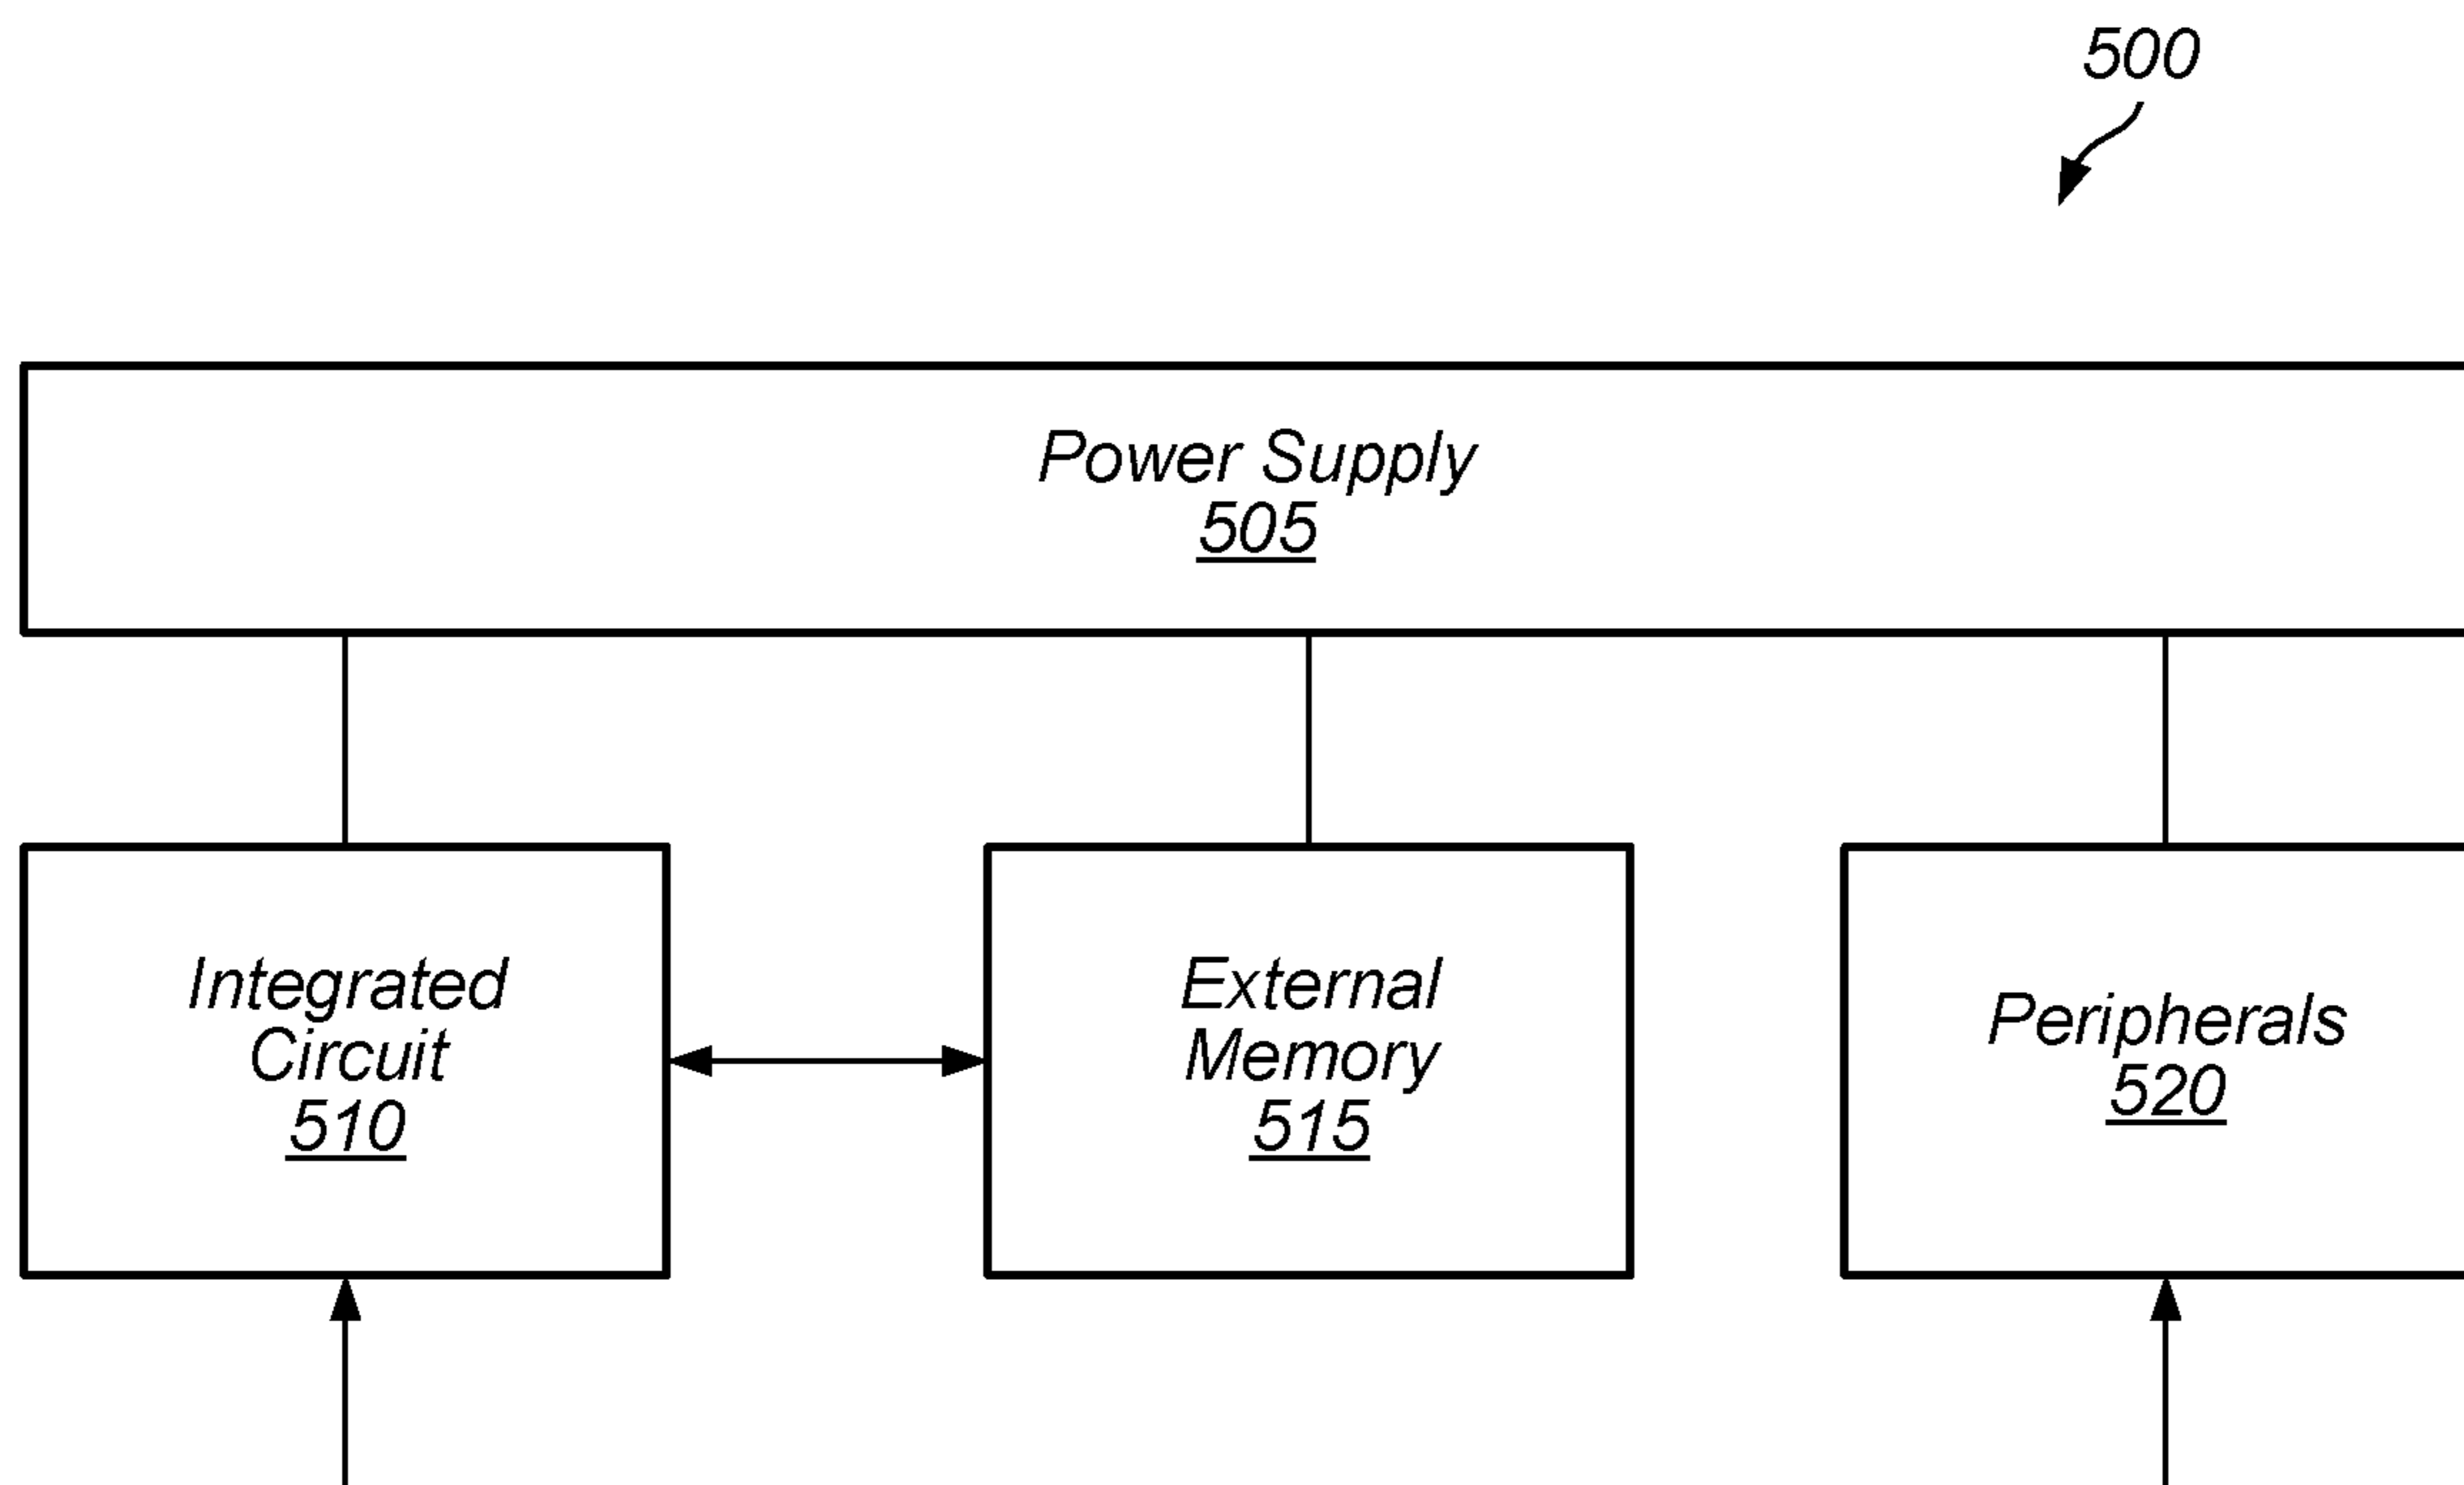 500
Power Supply
505
Integrated
Circuit
510
External
Memory
515
Peripherals
520